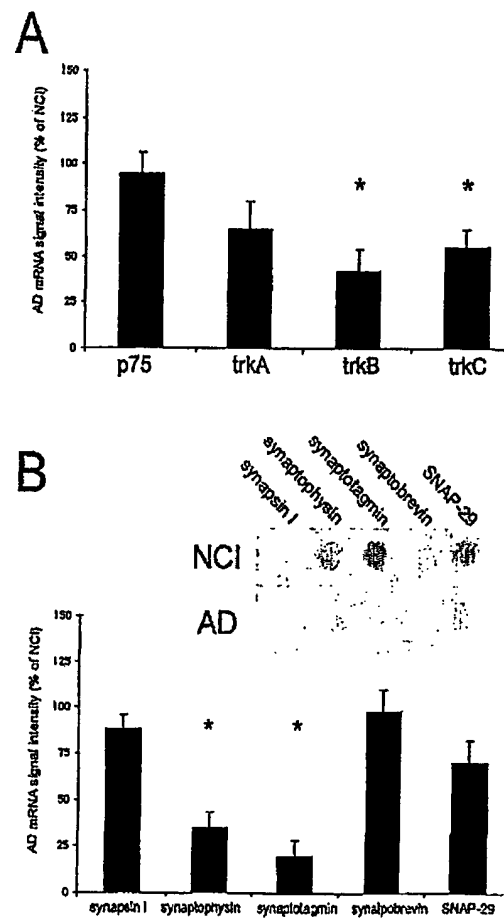 A
AD mRNA signal intensity (% of NCI)
150
125
100
75
50
25
0
* *
p75 trkA trkB trkC
B
synapsin I
synaptophysin
synaptotagmin
synaptobrevin
SNAP-29
NCI
AD
AD mRNA signal intensity (% of NCI)
150
125
100
75
50
25
0
* *
synapsin I synaptophysin synaptotagmin synalpobrevin SNAP-29